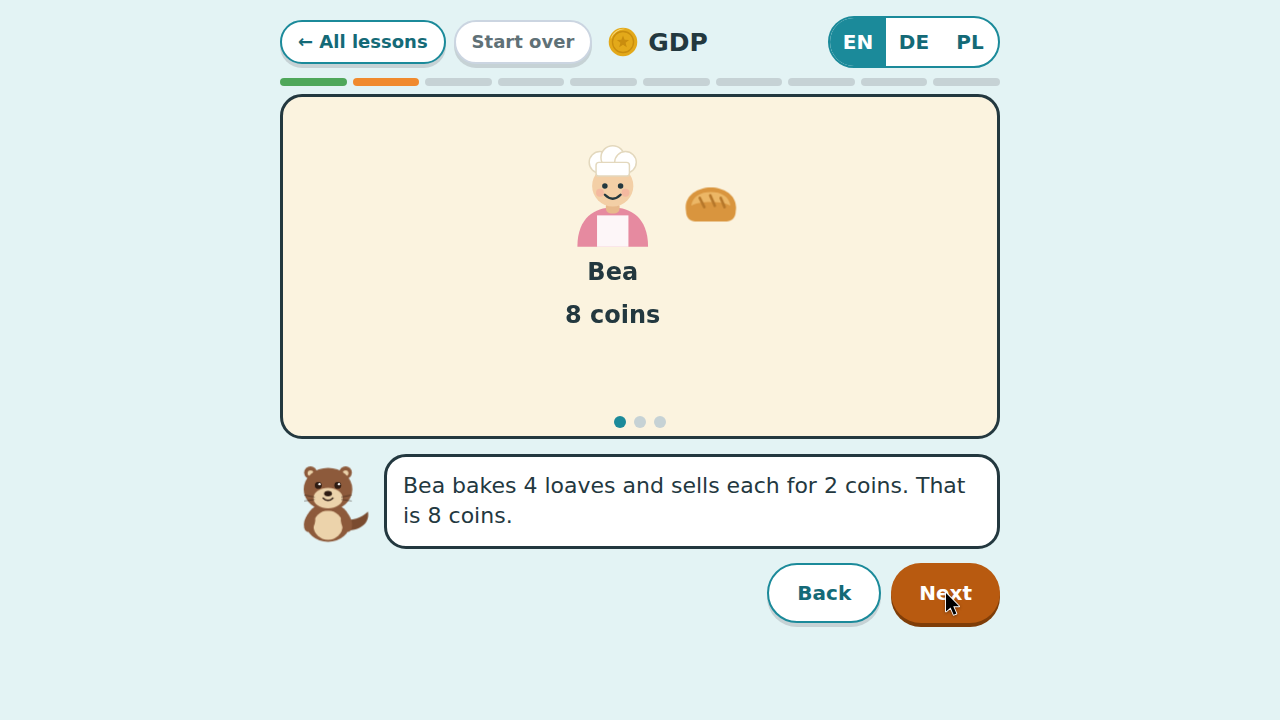 ← All lessons
Start over
GDP
EN
DE
PL
Bea
8 coins
Bea bakes 4 loaves and sells each for 2 coins. That
is 8 coins.
Back
Next